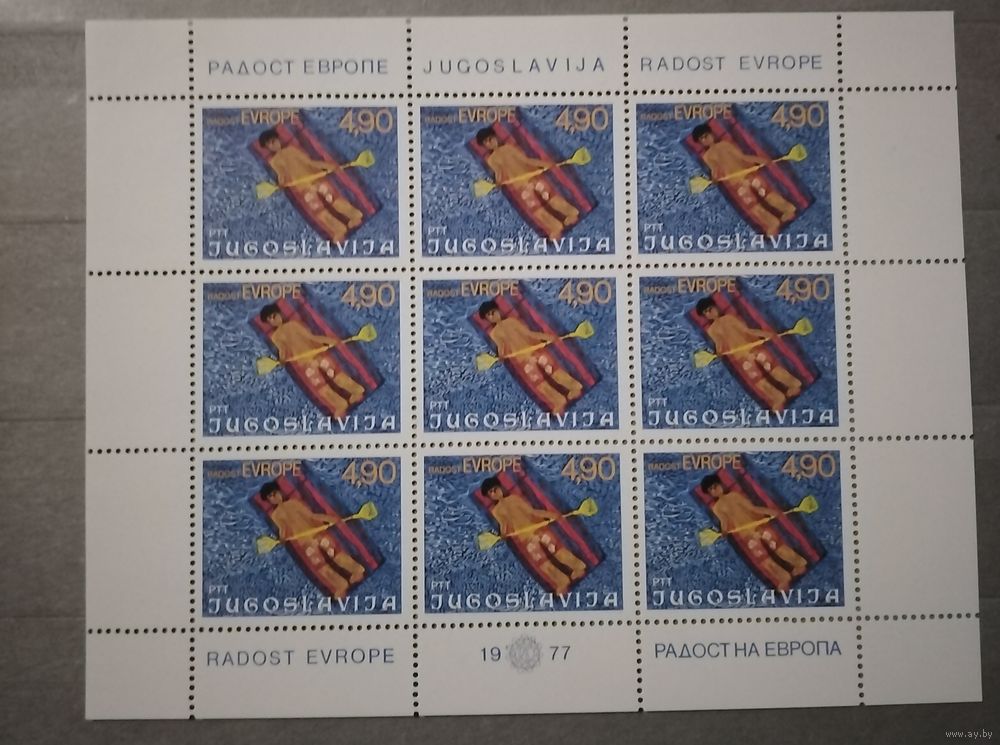 РАДОСТ ЕВРОПЕ JUGOSLAVIJA RADOST EVROPE
RADOST EVROPE 4,90 RADOST EVROPE 4,90 RADOST EVROPE 4,90
PTT PTT PTT
JUGOSLAVIJA JUGOSLAVIJA JUGOSLAVIJA
RADOST EVROPE 4,90 RADOST EVROPE 4,90 RADOST EVROPE 4,90
PTT PTT PTT
JUGOSLAVIJA JUGOSLAVIJA JUGOSLAVIJA
RADOST EVROPE 4,90 RADOST EVROPE 4,90 RADOST EVROPE 4,90
PTT PTT PTT
JUGOSLAVIJA JUGOSLAVIJA JUGOSLAVIJA
RADOST EVROPE 19 77 РАДОСТ НА ЕВРОПА
www.ay.by